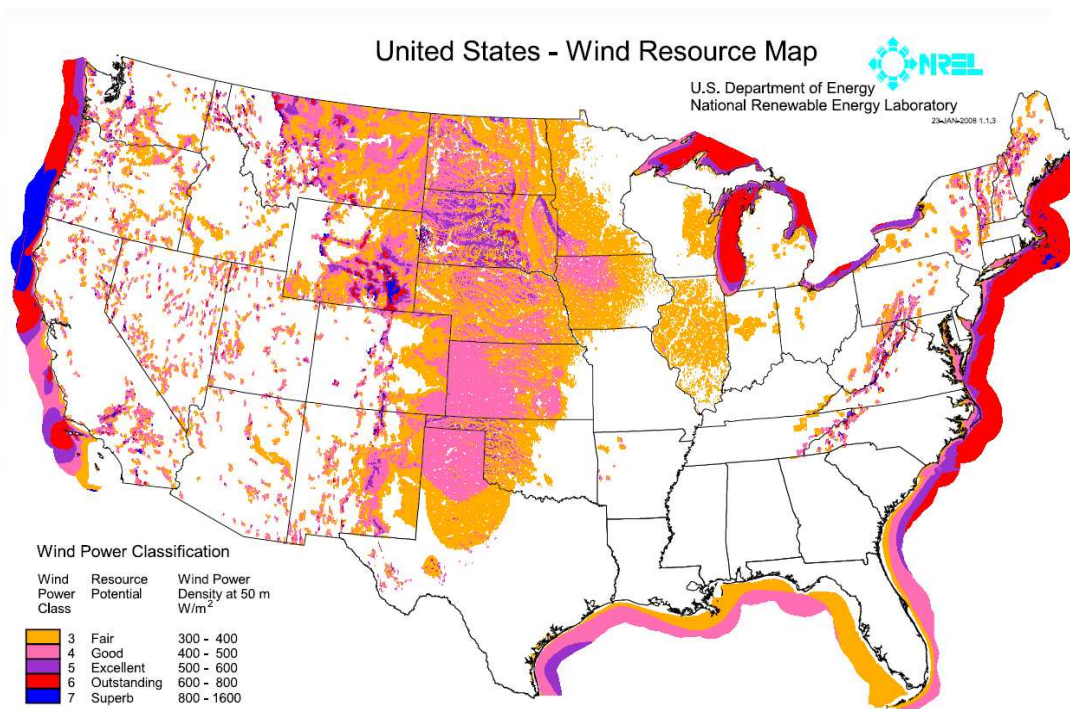 United States - Wind Resource Map
NREL
U.S. Department of Energy
National Renewable Energy Laboratory
23-JAN-2008 1.1.3
Wind Power Classification
Wind Resource Wind Power
Power Potential Density at 50 m
Class W/m²
3 Fair 300 - 400
4 Good 400 - 500
5 Excellent 500 - 600
6 Outstanding 600 - 800
7 Superb 800 - 1600